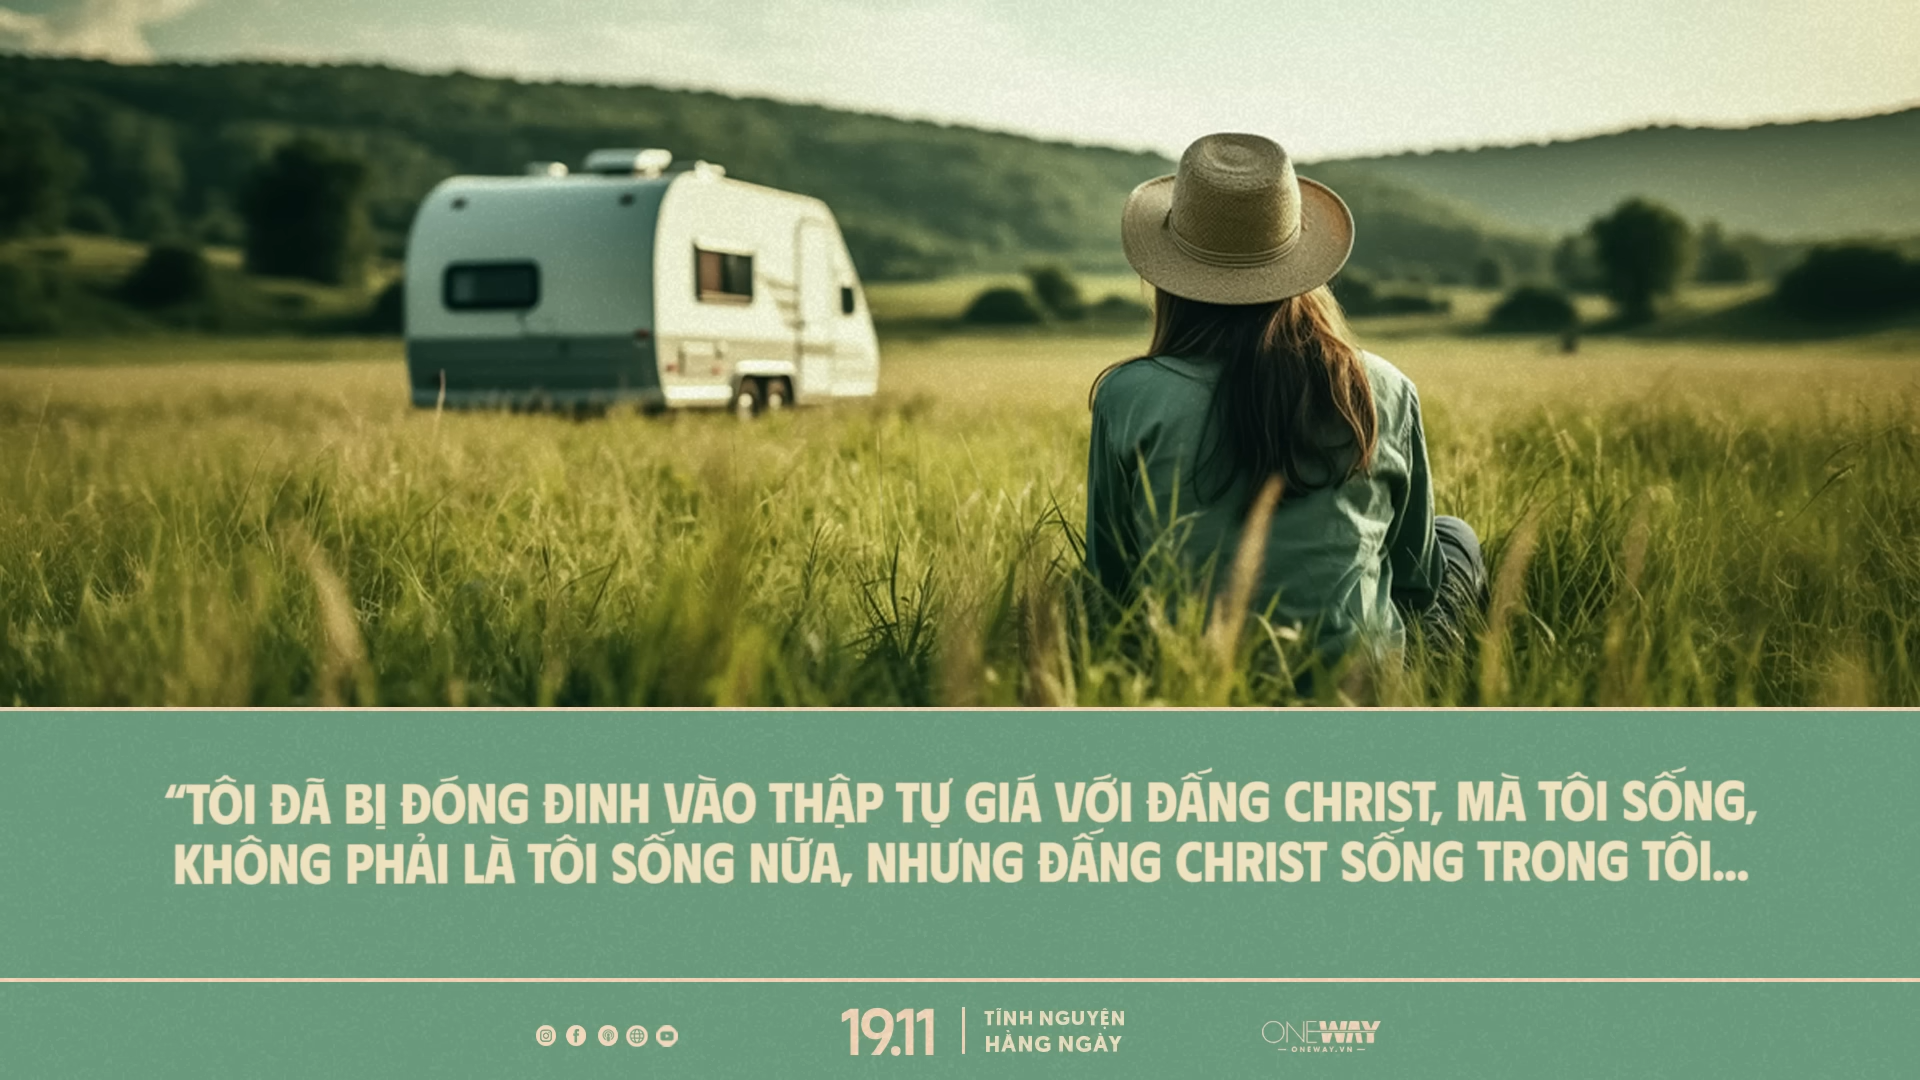 “TÔI ĐÃ BỊ ĐÓNG ĐINH VÀO THẬP TỰ GIÁ VỚI ĐẤNG CHRIST, MÀ TÔI SỐNG,
KHÔNG PHẢI LÀ TÔI SỐNG NỮA, NHƯNG ĐẤNG CHRIST SỐNG TRONG TÔI...
19.11
TĨNH NGUYỆN
HẰNG NGÀY
ONEWAY
ONEWAY.VN